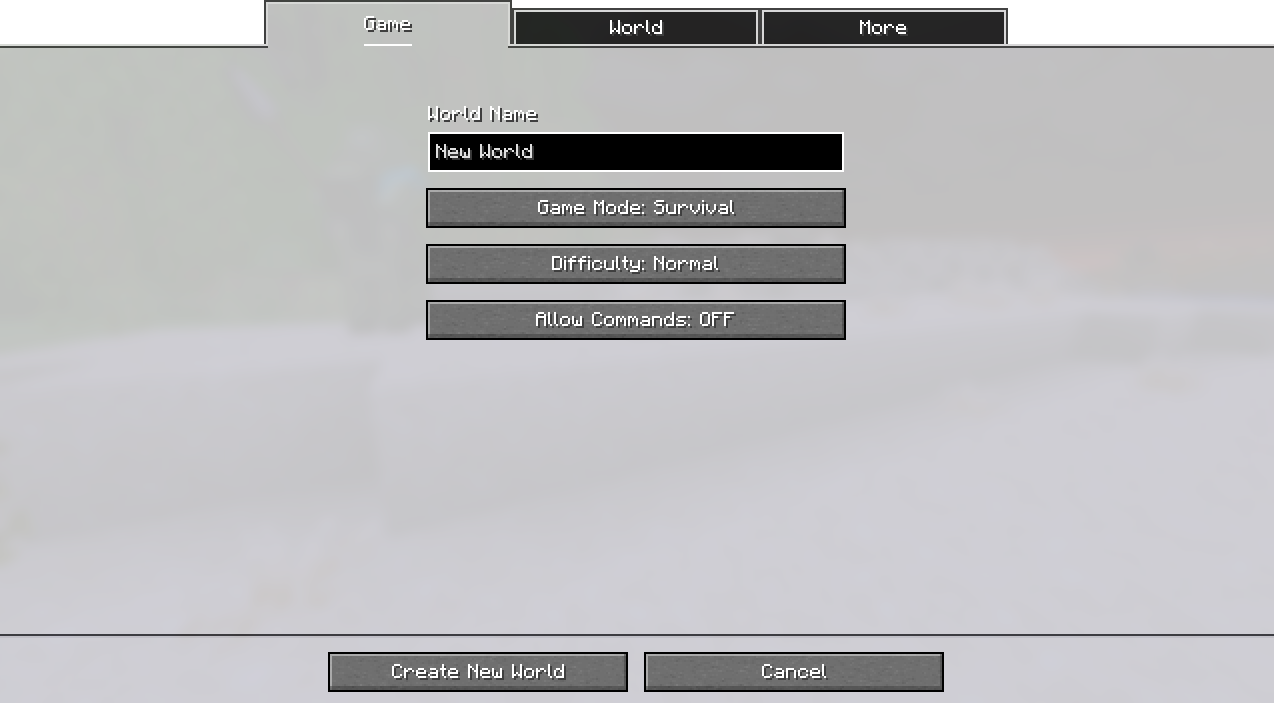 Game
World
More
World Name
New World
Game Mode: Survival
Difficulty: Normal
Allow Commands: OFF
Create New World
Cancel